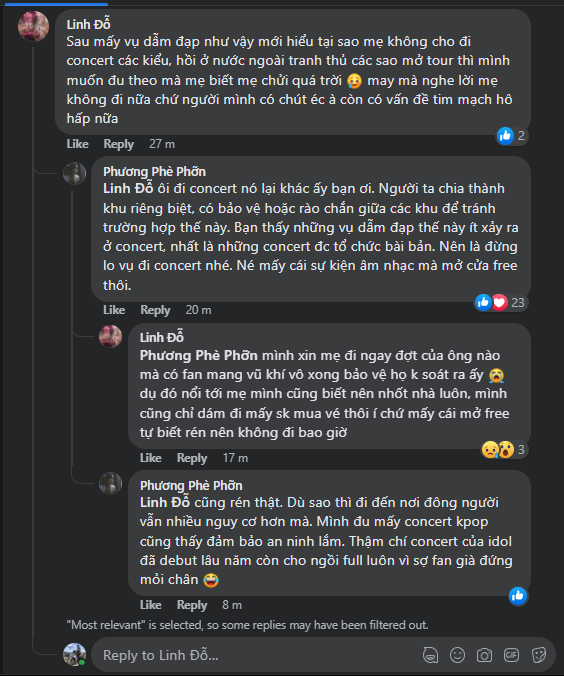 Linh Đỗ
Sau mấy vụ dẫm đạp như vậy mới hiểu tại sao mẹ không cho đi
concert các kiểu, hồi ở nước ngoài tranh thủ các sao mở tour thì mình
muốn đu theo mà mẹ biết mẹ chửi quá trời 🥲 may mà nghe lời mẹ
không đi nữa chứ người mình có chút éc à còn có vấn đề tim mạch hô
hấp nữa
2
Like Reply 27 m
Phương Phè Phỡn
Linh Đỗ ôi đi concert nó lại khác ấy bạn ơi. Người ta chia thành
khu riêng biệt, có bảo vệ hoặc rào chắn giữa các khu để tránh
trường hợp thế này. Bạn thấy những vụ dẫm đạp thế này ít xảy ra
ở concert, nhất là những concert đc tổ chức bài bản. Nên là đừng
lo vụ đi concert nhé. Né mấy cái sự kiện âm nhạc mà mở cửa free
thôi.
23
Like Reply 20 m
Linh Đỗ
Phương Phè Phỡn mình xin mẹ đi ngay đợt của ông nào
mà có fan mang vũ khí vô xong bảo vệ họ k soát ra ấy 😭
dụ đó nổi tới mẹ mình cũng biết nên nhốt nhà luôn, mình
cũng chỉ dám đi mấy sk mua vé thôi í chứ mấy cái mở free
tự biết rén nên không đi bao giờ
3
Like Reply 17 m
Phương Phè Phỡn
Linh Đỗ cũng rén thật. Dù sao thì đi đến nơi đông người
vẫn nhiều nguy cơ hơn mà. Mình đu mấy concert kpop
cũng thấy đảm bảo an ninh lắm. Thậm chí concert của idol
đã debut lâu năm còn cho ngồi full luôn vì sợ fan già đứng
mỏi chân 😂
Like Reply 8 m
"Most relevant" is selected, so some replies may have been filtered out.
Reply to Linh Đỗ...
GIF